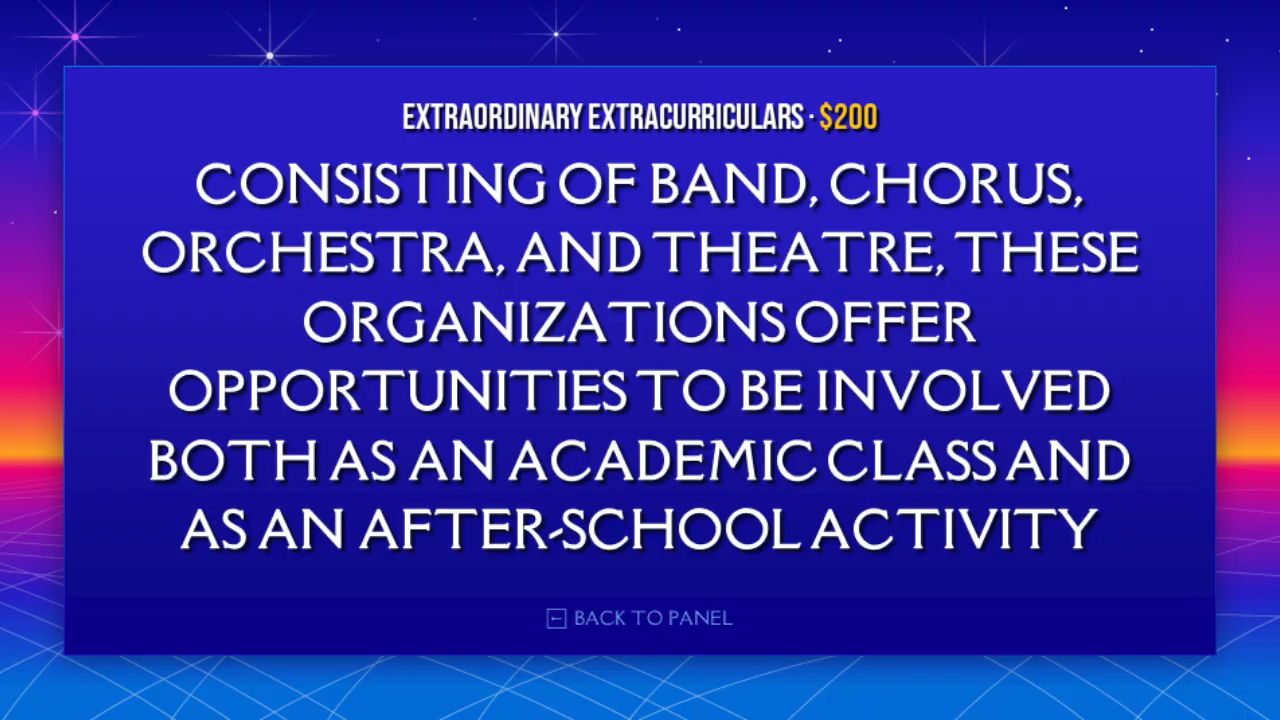 EXTRAORDINARY EXTRACURRICULARS · $200
CONSISTING OF BAND, CHORUS,
ORCHESTRA, AND THEATRE, THESE
ORGANIZATIONS OFFER
OPPORTUNITIES TO BE INVOLVED
BOTH AS AN ACADEMIC CLASS AND
AS AN AFTER-SCHOOL ACTIVITY
← BACK TO PANEL